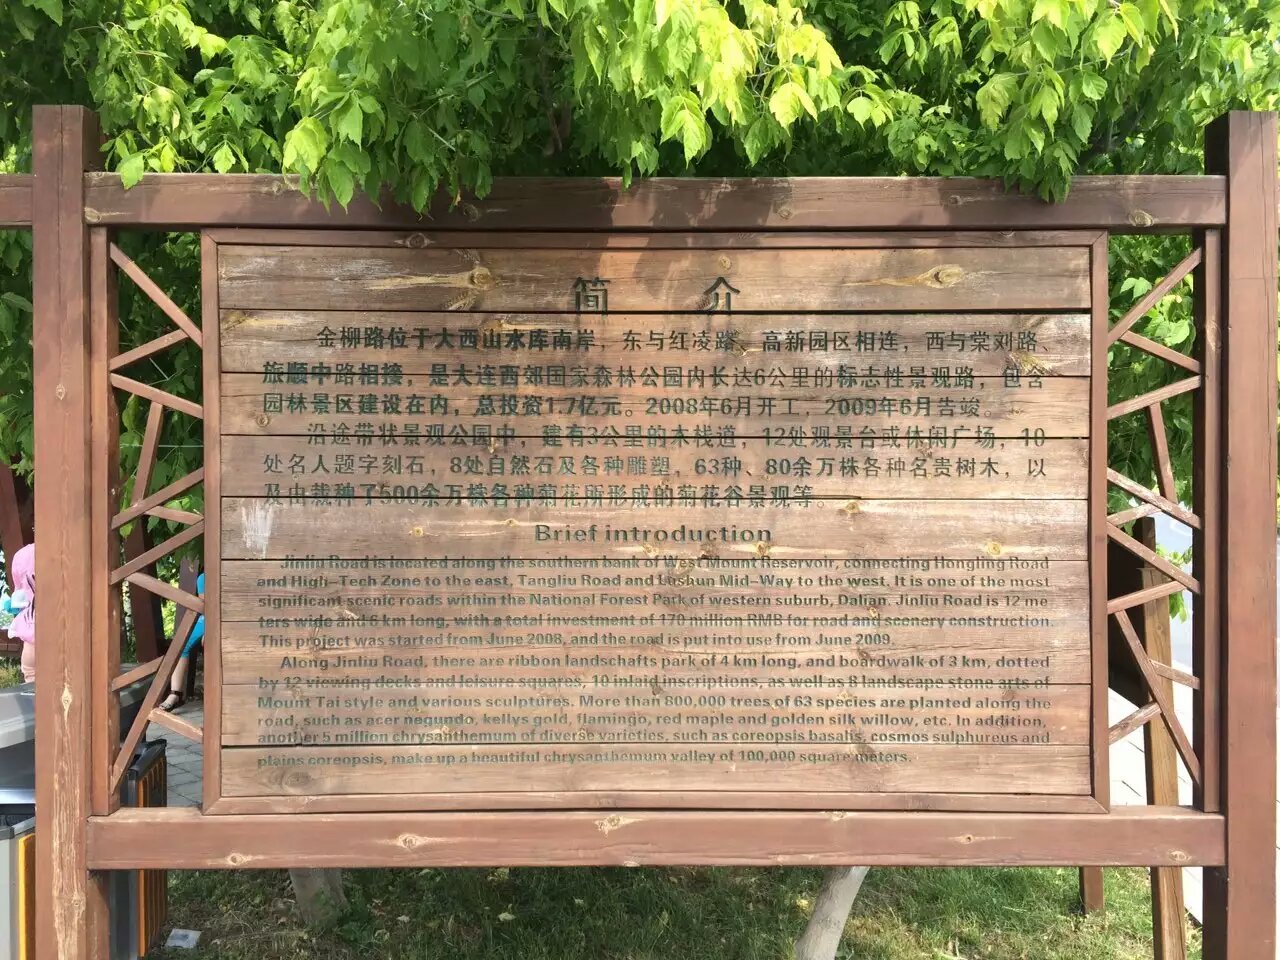 简 介
金柳路位于大西山水库南岸，东与红凌路、高新园区相连，西与棠刘路、
旅顺中路相接，是大连西郊国家森林公园内长达6公里的标志性景观路，包含
园林景区建设在内，总投资1.7亿元。2008年6月开工，2009年6月告竣。
沿途带状景观公园中，建有3公里的木栈道，12处观景台或休闲广场，10
处名人题字刻石，8处自然石及各种雕塑，63种、80余万株各种名贵树木，以
及由栽种了500余万株各种菊花所形成的菊花谷景观等。
Brief introduction
Jinliu Road is located along the southern bank of West Mount Reservoir, connecting Hongling Road
and High-Tech Zone to the east, Tangliu Road and Lushun Mid-Way to the west. It is one of the most
significant scenic roads within the National Forest Park of western suburb, Dalian. Jinliu Road is 12 me
ters wide and 6 km long, with a total investment of 170 million RMB for road and scenery construction.
This project was started from June 2008, and the road is put into use from June 2009.
Along Jinliu Road, there are ribbon landschafts park of 4 km long, and boardwalk of 3 km, dotted
by 12 viewing decks and leisure squares, 10 inlaid inscriptions, as well as 8 landscape stone arts of
Mount Tai style and various sculptures. More than 800,000 trees of 63 species are planted along the
road, such as acer negundo, kellys gold, flamingo, red maple and golden silk willow, etc. In addition,
another 5 million chrysanthemum of diverse varieties, such as coreopsis basalis, cosmos sulphureus and
plains coreopsis, make up a beautiful chrysanthemum valley of 100,000 square meters.